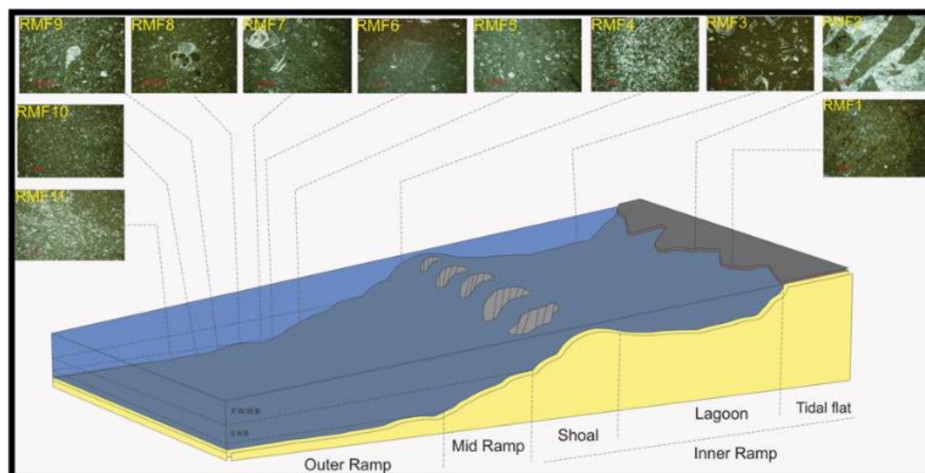 RMF9 RMF8 RMF7 RMF6 RMF5 RMF4 RMF3 RMF2
RMF10 RMF1
RMF11
F.W.W.B
S.W.B
Outer Ramp Mid Ramp Shoal Lagoon Tidal flat
Inner Ramp